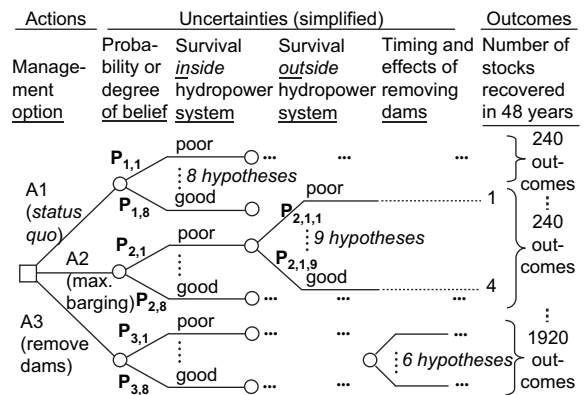 Actions Uncertainties (simplified) Outcomes
Manage-
ment
option
Proba-
bility or
degree
of belief
Survival
inside
hydropower
system
Survival
outside
hydropower
system
Timing and
effects of
removing
dams
Number of
stocks
recovered
in 48 years
A1
(status
quo)
P1,1
P1,8
poor
8 hypotheses
good
... ... ...
240
out-
comes
A2
(max.
barging)
P2,1
P2,8
poor
good
P2,1,1
P2,1,9
poor
9 hypotheses
good
1
4
... ... ...
240
out-
comes
A3
(remove
dams)
P3,1
P3,8
poor
good
... ... ...
6 hypotheses
... ... ...
1920
out-
comes